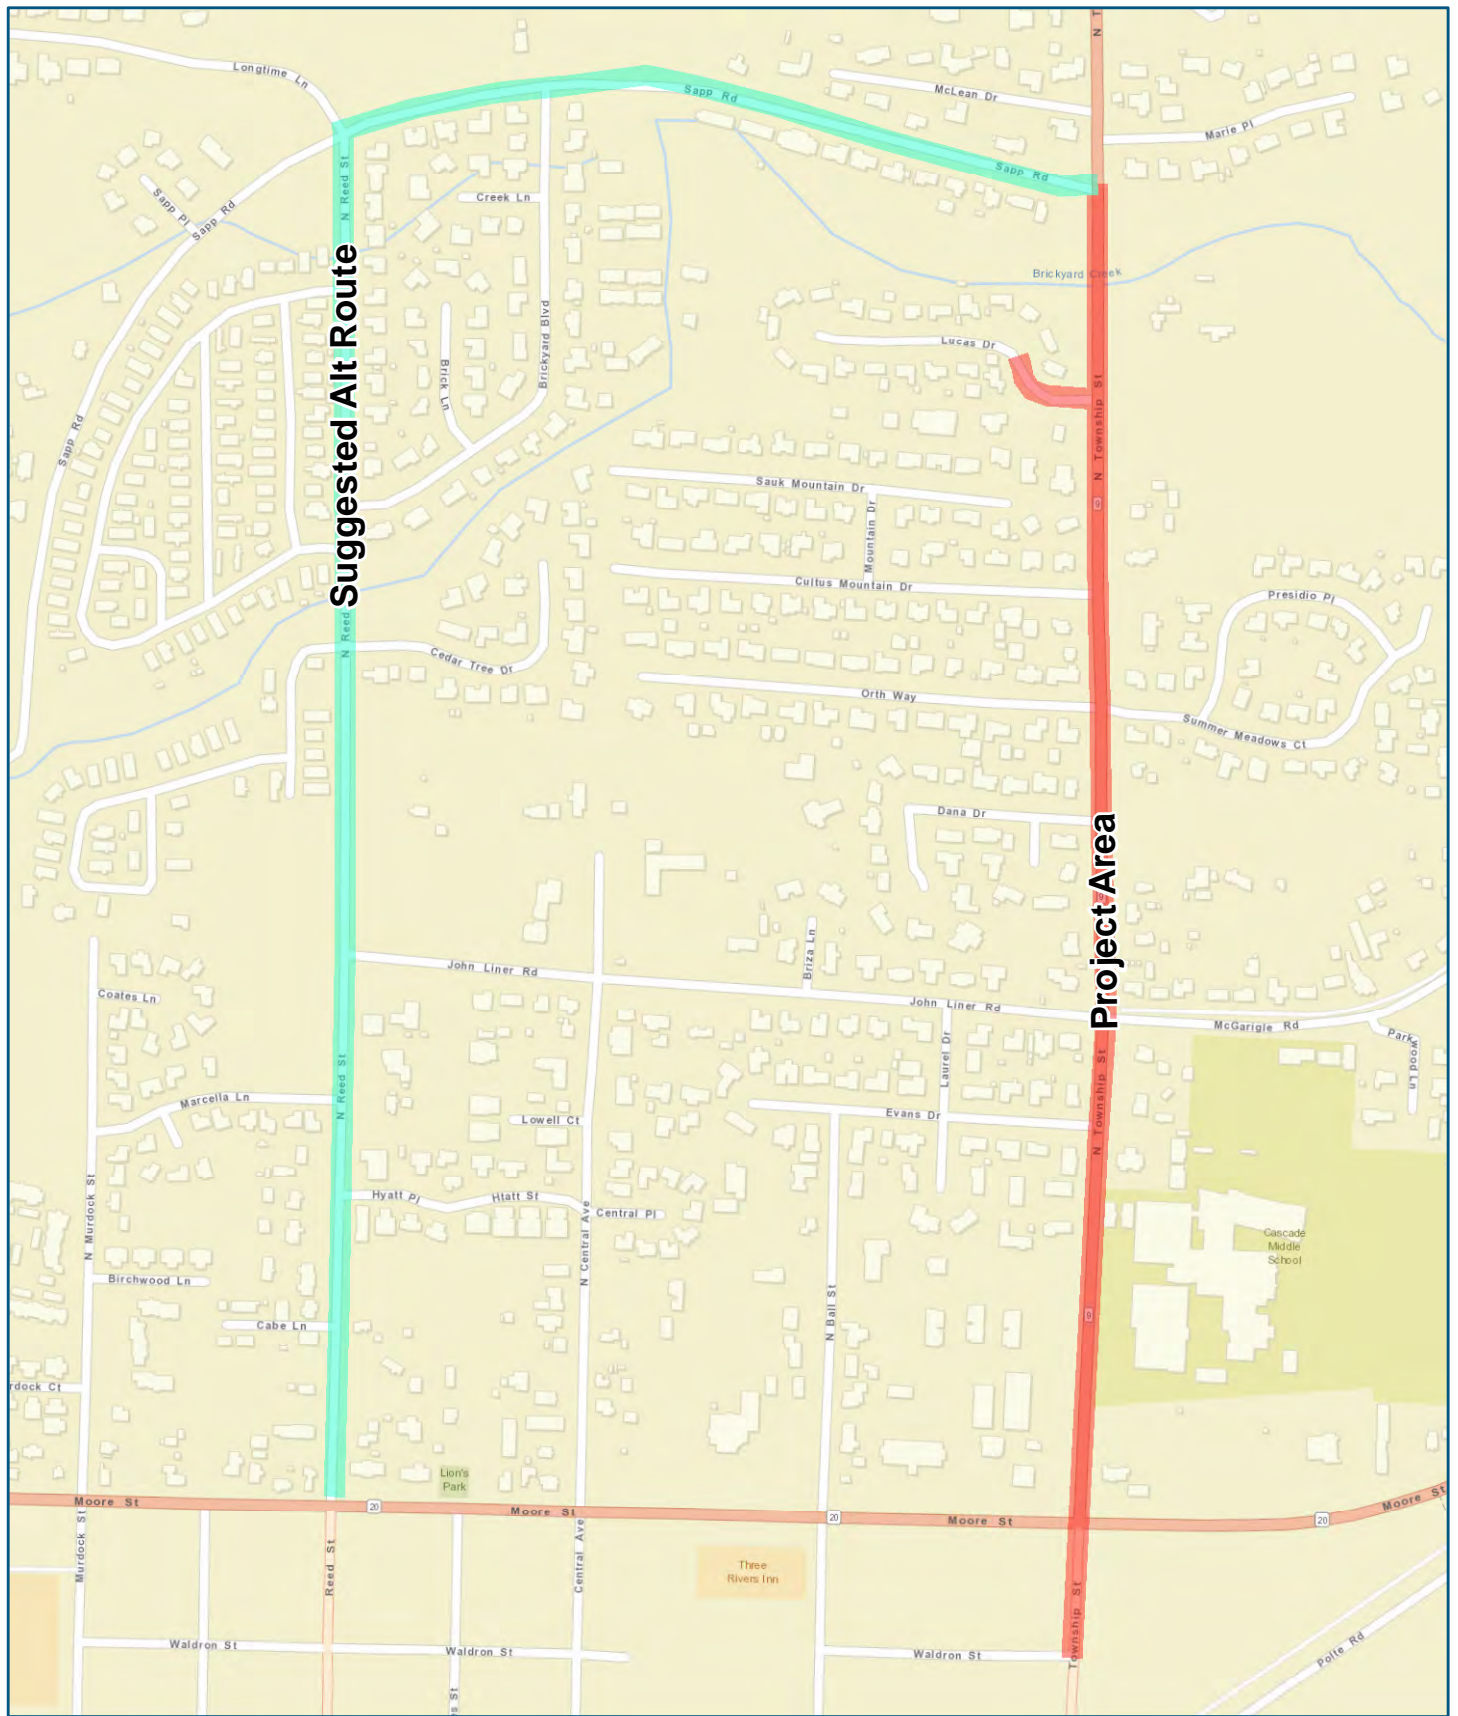 N T
Longtime Ln
McLean Dr
Sapp Rd
Marie Pl
Sapp Rd
N Reed St
Sapp Pl
Sapp Rd
Creek Ln
Suggested Alt Route
Brickyard Creek
Brickyard Blvd
Lucas Dr
Brick Ln
N Township St
Sapp Rd
Sauk Mountain Dr
9
Mountain Dr
Cultus Mountain Dr
Presidio Pl
N Reed
Cedar Tree Dr
Orth Way
Summer Meadows Ct
Dana Dr
Project Area
Briza Ln
John Liner Rd
Coates Ln
John Liner Rd
McGarigle Rd
Park
wood Ln
Laurel Dr
N Reed St
N Township St
Marcella Ln
Evans Dr
Lowell Ct
Hyatt Pl
Hiatt St
Central Pl
N Murdock St
N Central Ave
Cascade
Middle
School
Birchwood Ln
N Ball St
9
Cabe Ln
rdock Ct
Lion's
Park
Moore St
20
Moore St
20
Moore St
20
Moore St
Murdock St
Reed St
Central Ave
Three
Rivers Inn
Township St
Waldron St
Waldron St
Waldron St
Polte Rd
ps St